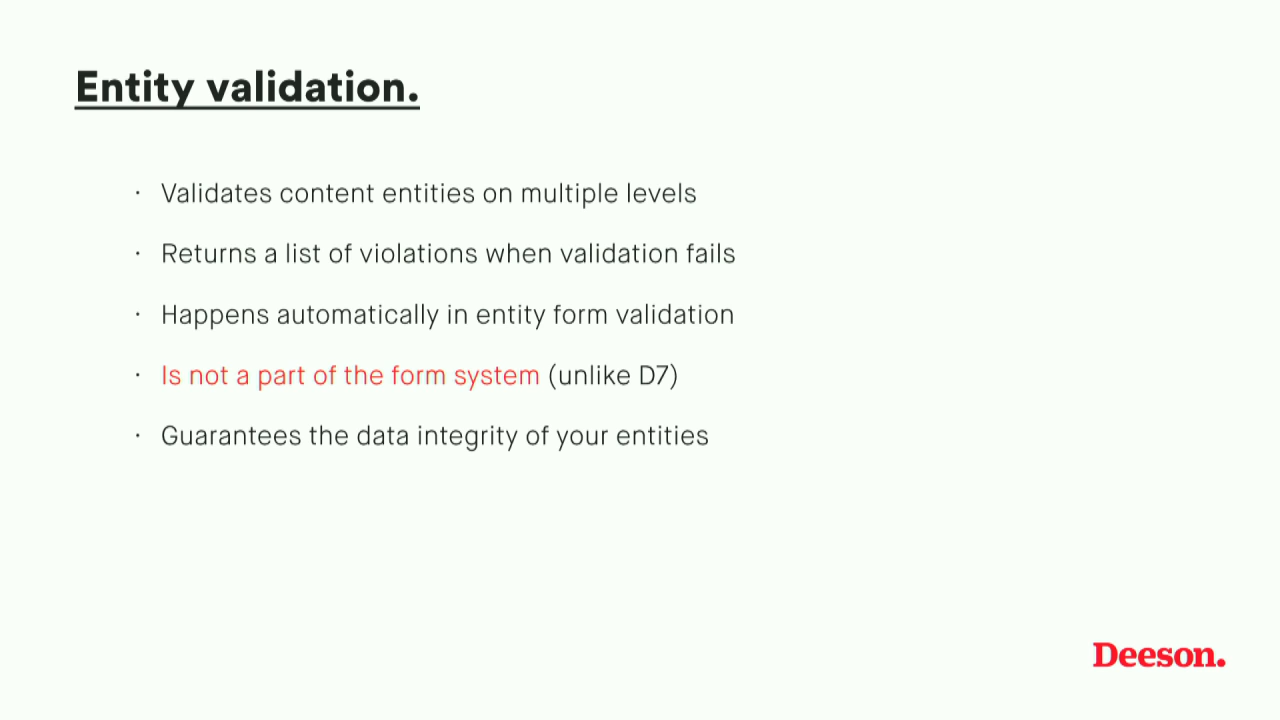 Entity validation.
· Validates content entities on multiple levels
· Returns a list of violations when validation fails
· Happens automatically in entity form validation
· Is not a part of the form system (unlike D7)
· Guarantees the data integrity of your entities
Deeson.